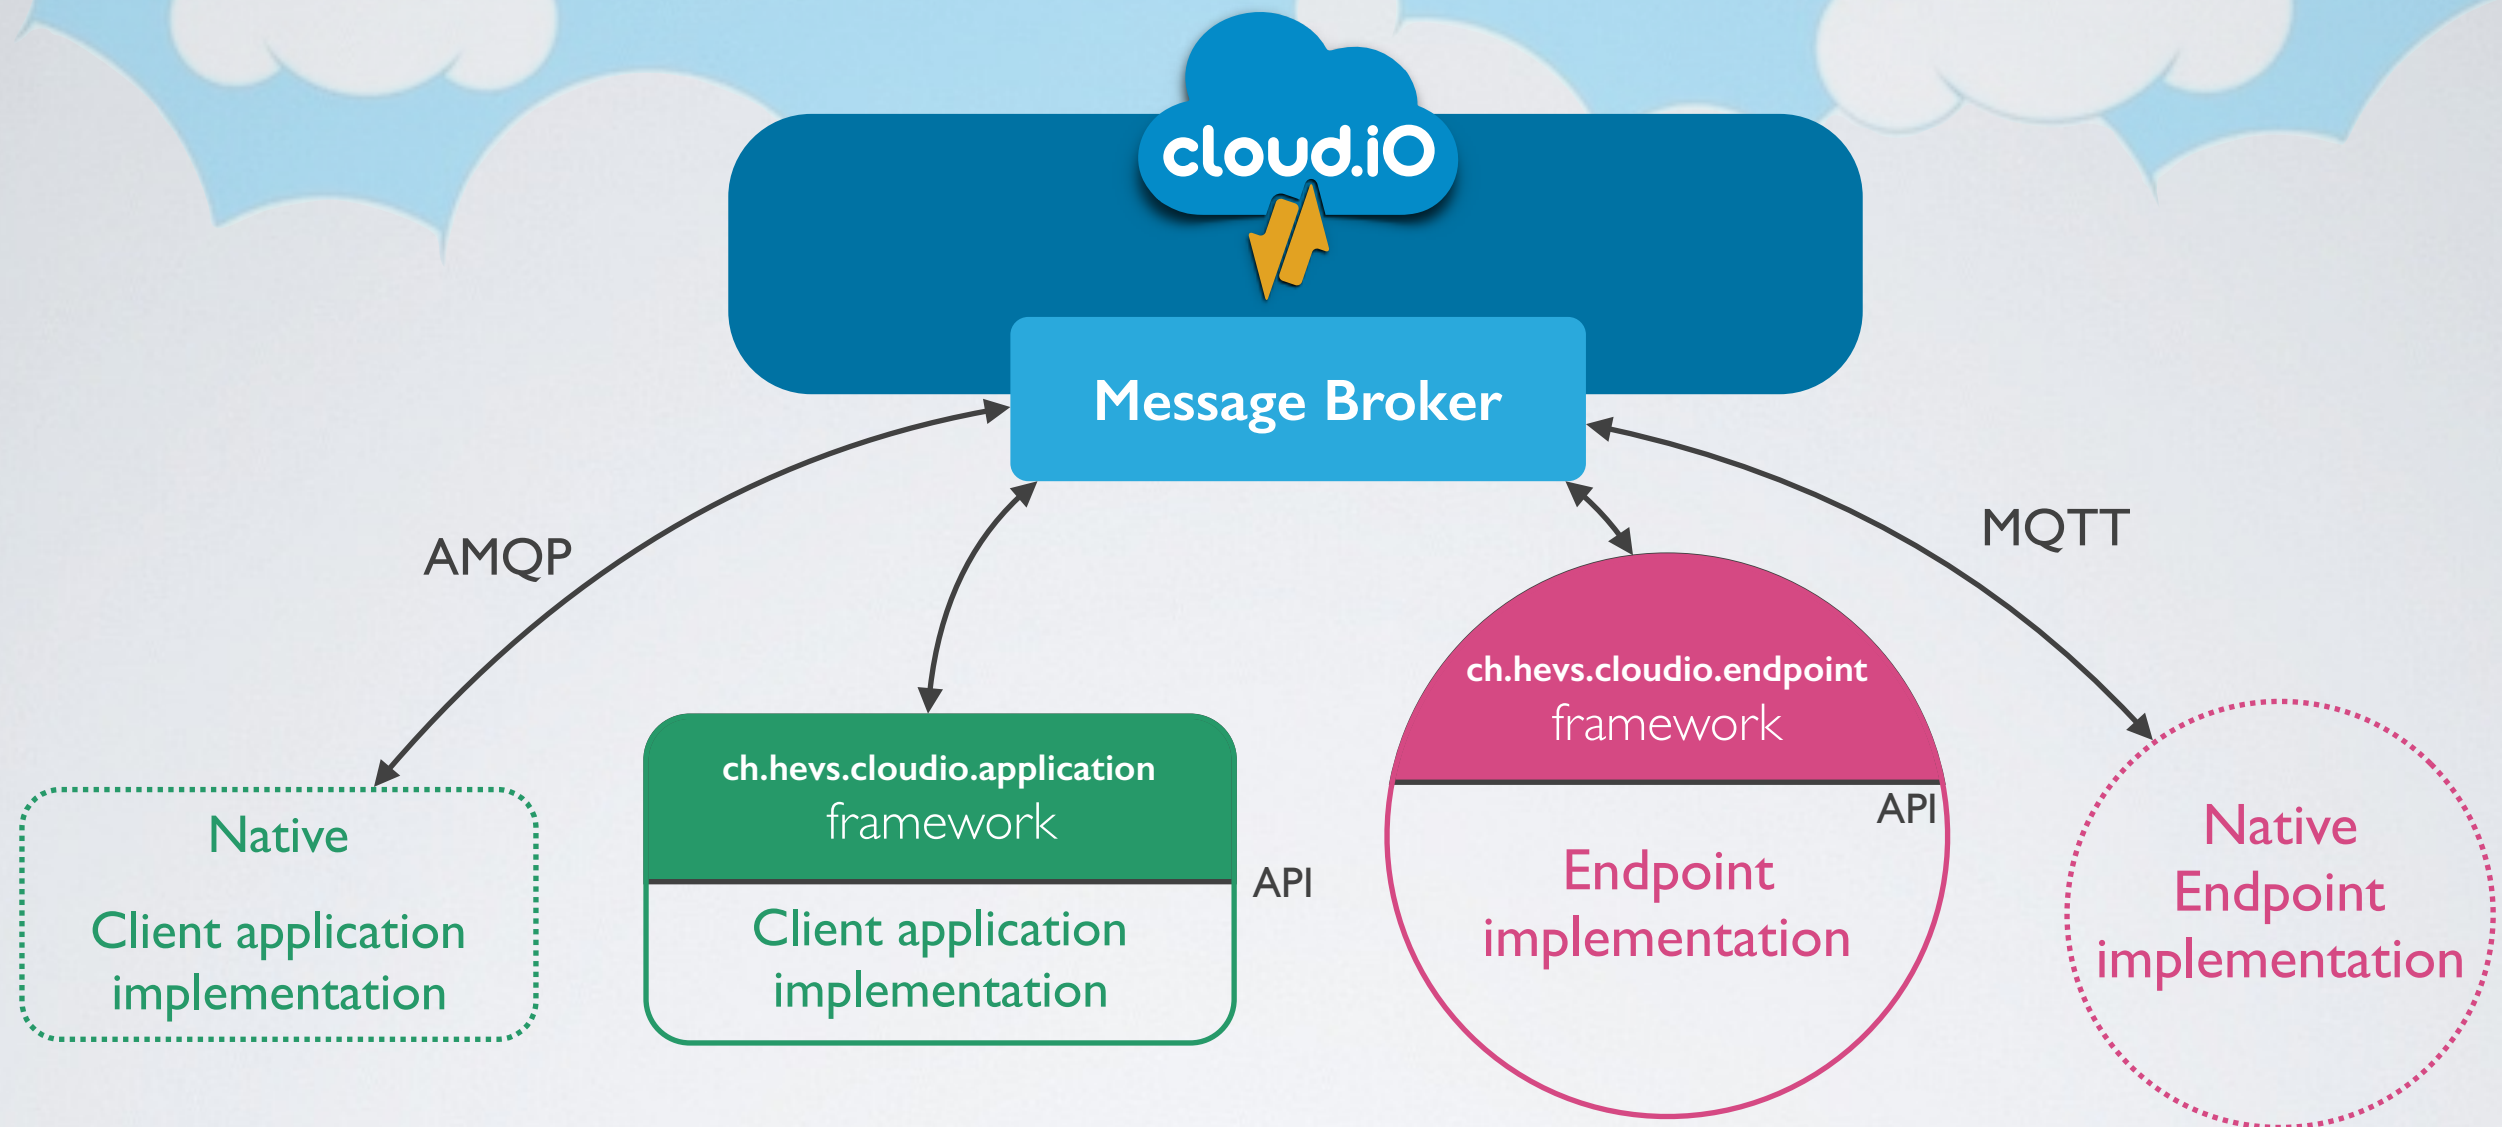 cloud.iO
Message Broker
AMQP
MQTT
Native
Client application
implementation
ch.hevs.cloudio.application
framework
API
Client application
implementation
ch.hevs.cloudio.endpoint
framework
API
Endpoint
implementation
Native
Endpoint
implementation